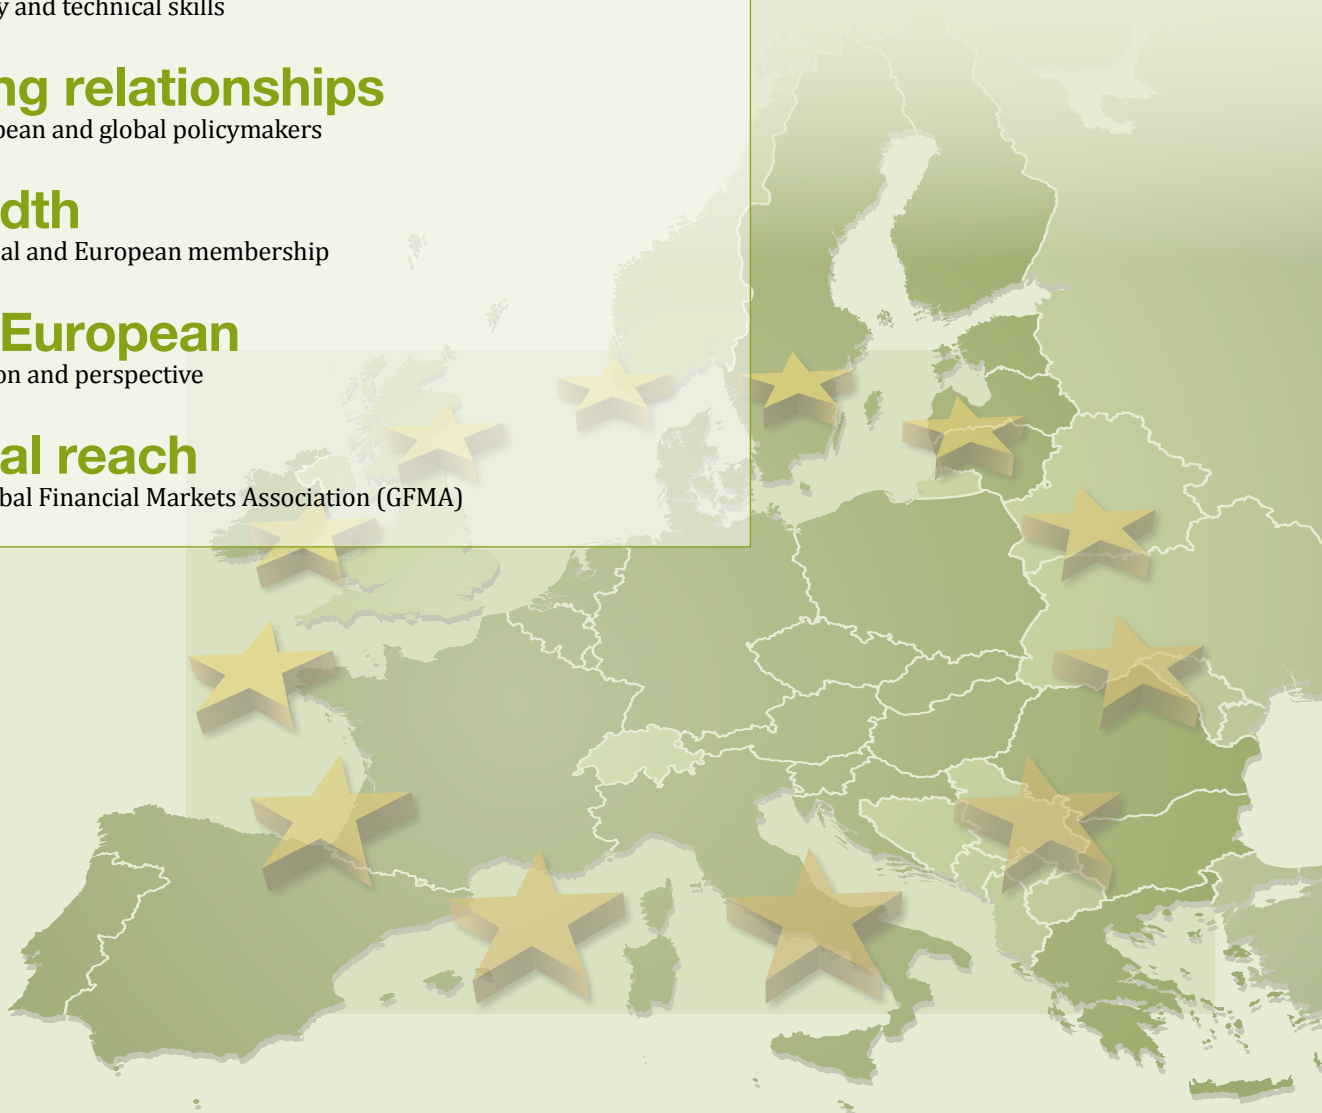 y and technical skills
ng relationships
pean and global policymakers
dth
al and European membership
European
on and perspective
al reach
bal Financial Markets Association (GFMA)